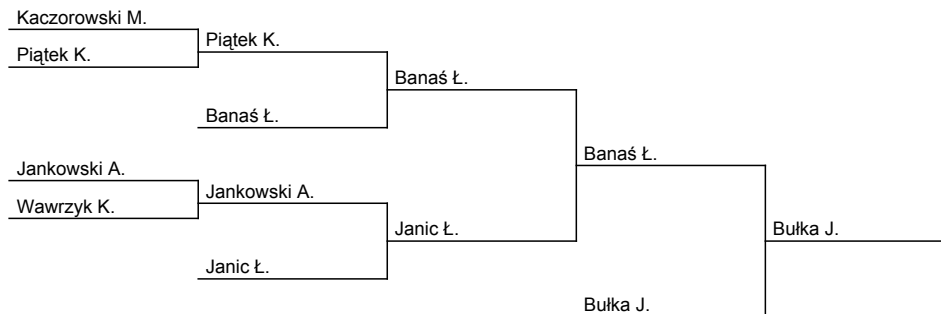 Kaczorowski M.
Piątek K.
Piątek K.
Banaś Ł.
Banaś Ł.
Jankowski A.
Banaś Ł.
Wawrzyk K.
Jankowski A.
Janic Ł.
Bułka J.
Janic Ł.
Bułka J.